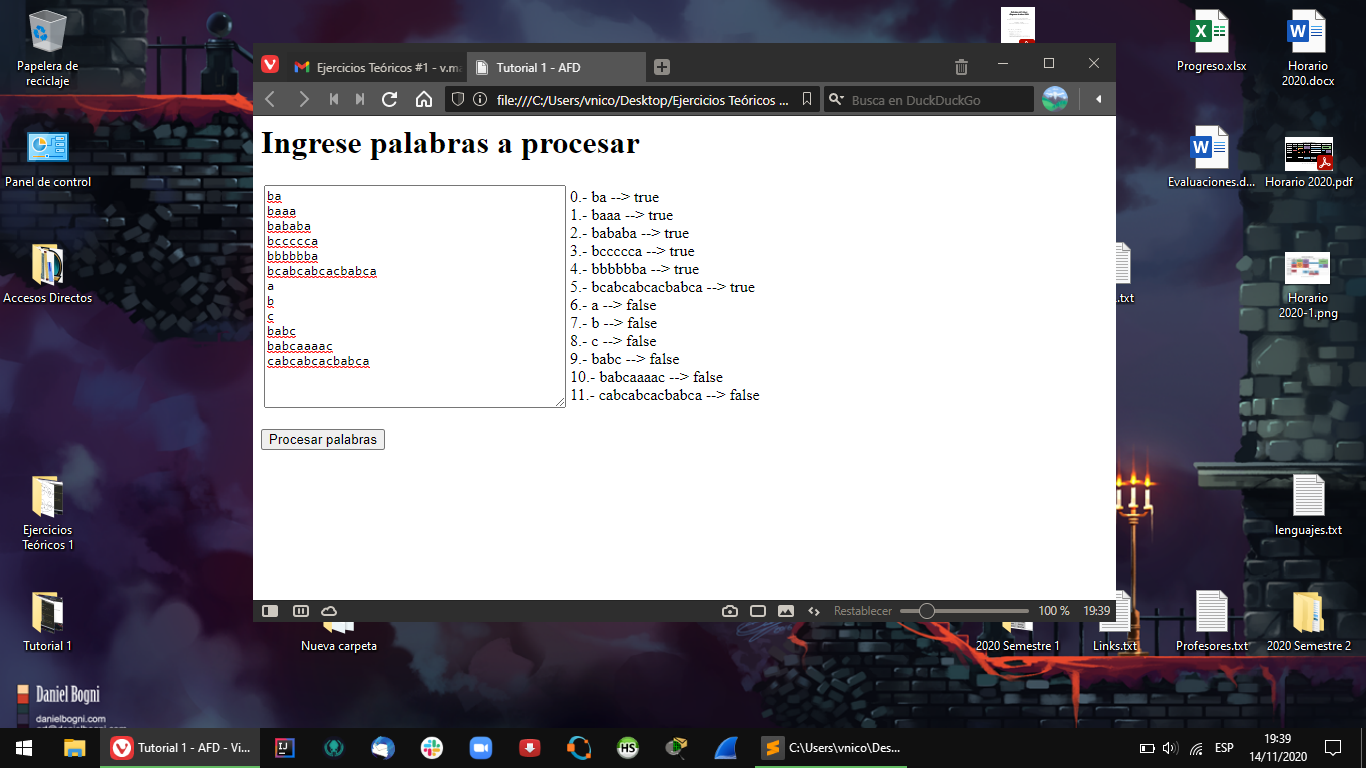 Papelera de
reciclaje
Panel de control
Accesos Directos
Ejercicios
Teóricos 1
Tutorial 1
Daniel Bogni
danielbogni.com
Nueva carpeta
Ejercicios Teóricos #1 - v.ma
Tutorial 1 - AFD
file:///C:/Users/vnico/Desktop/Ejercicios Teóricos ...
Busca en DuckDuckGo
Ingrese palabras a procesar
ba
baaa
bababa
bccccca
bbbbbba
bcabcabcacbabca
a
b
c
babc
babcaaaac
cabcabcacbabca
0.- ba --> true
1.- baaa --> true
2.- bababa --> true
3.- bccccca --> true
4.- bbbbbba --> true
5.- bcabcabcacbabca --> true
6.- a --> false
7.- b --> false
8.- c --> false
9.- babc --> false
10.- babcaaaac --> false
11.- cabcabcacbabca --> false
Procesar palabras
Restablecer
100 %
19:39
Progreso.xlsx
Horario
2020.docx
Evaluaciones.d...
Horario 2020.pdf
.txt
Horario
2020-1.png
lenguajes.txt
2020 Semestre 1
Links.txt
Profesores.txt
2020 Semestre 2
Tutorial 1 - AFD - Vi...
IJ
HS
C:\Users\vnico\Des...
ESP
19:39
14/11/2020